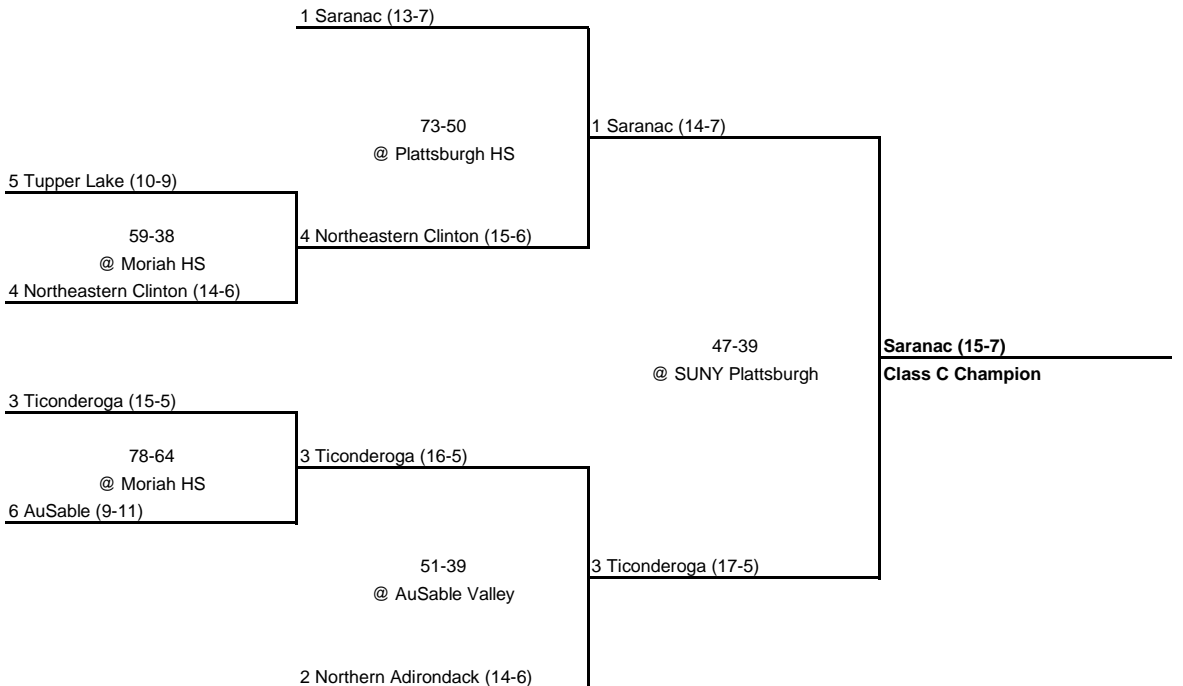 1 Saranac (13-7)
73-50
@ Plattsburgh HS
1 Saranac (14-7)
5 Tupper Lake (10-9)
59-38
@ Moriah HS
4 Northeastern Clinton (15-6)
4 Northeastern Clinton (14-6)
47-39
@ SUNY Plattsburgh
Saranac (15-7)
Class C Champion
3 Ticonderoga (15-5)
78-64
@ Moriah HS
3 Ticonderoga (16-5)
6 AuSable (9-11)
51-39
@ AuSable Valley
3 Ticonderoga (17-5)
2 Northern Adirondack (14-6)